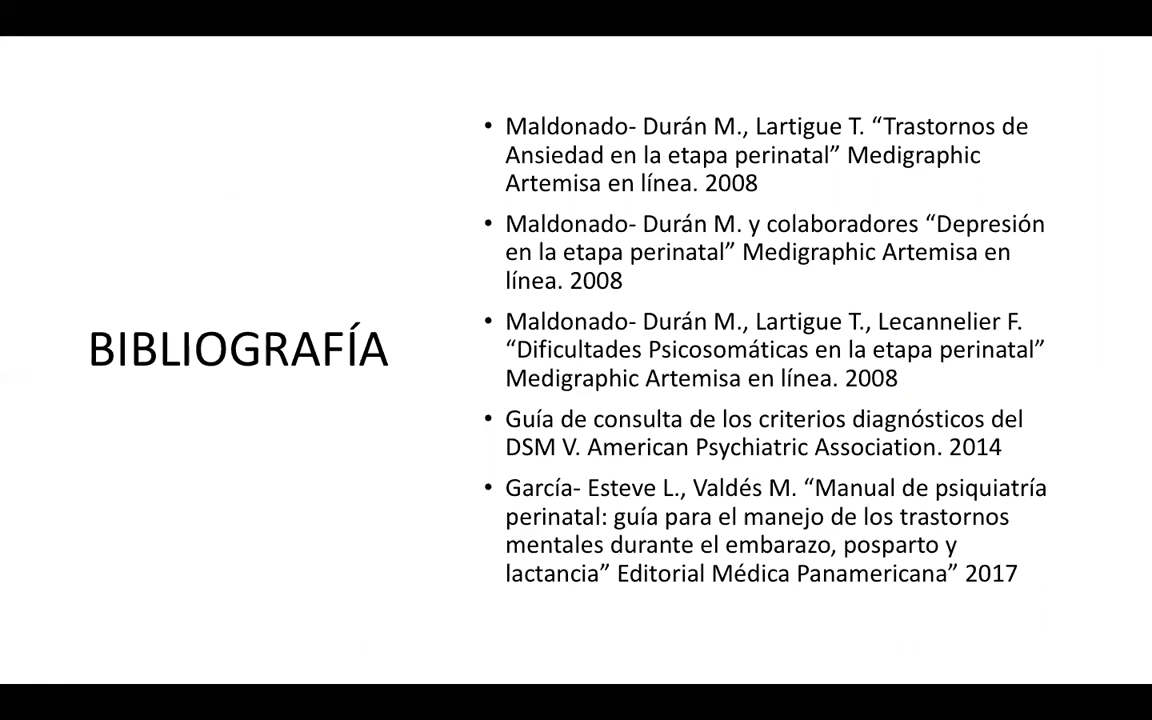 BIBLIOGRAFÍA
• Maldonado- Durán M., Lartigue T. “Trastornos de
Ansiedad en la etapa perinatal” Medigraphic
Artemisa en línea. 2008
• Maldonado- Durán M. y colaboradores “Depresión
en la etapa perinatal” Medigraphic Artemisa en
línea. 2008
• Maldonado- Durán M., Lartigue T., Lecannelier F.
“Dificultades Psicosomáticas en la etapa perinatal”
Medigraphic Artemisa en línea. 2008
• Guía de consulta de los criterios diagnósticos del
DSM V. American Psychiatric Association. 2014
• García- Esteve L., Valdés M. “Manual de psiquiatría
perinatal: guía para el manejo de los trastornos
mentales durante el embarazo, posparto y
lactancia” Editorial Médica Panamericana” 2017